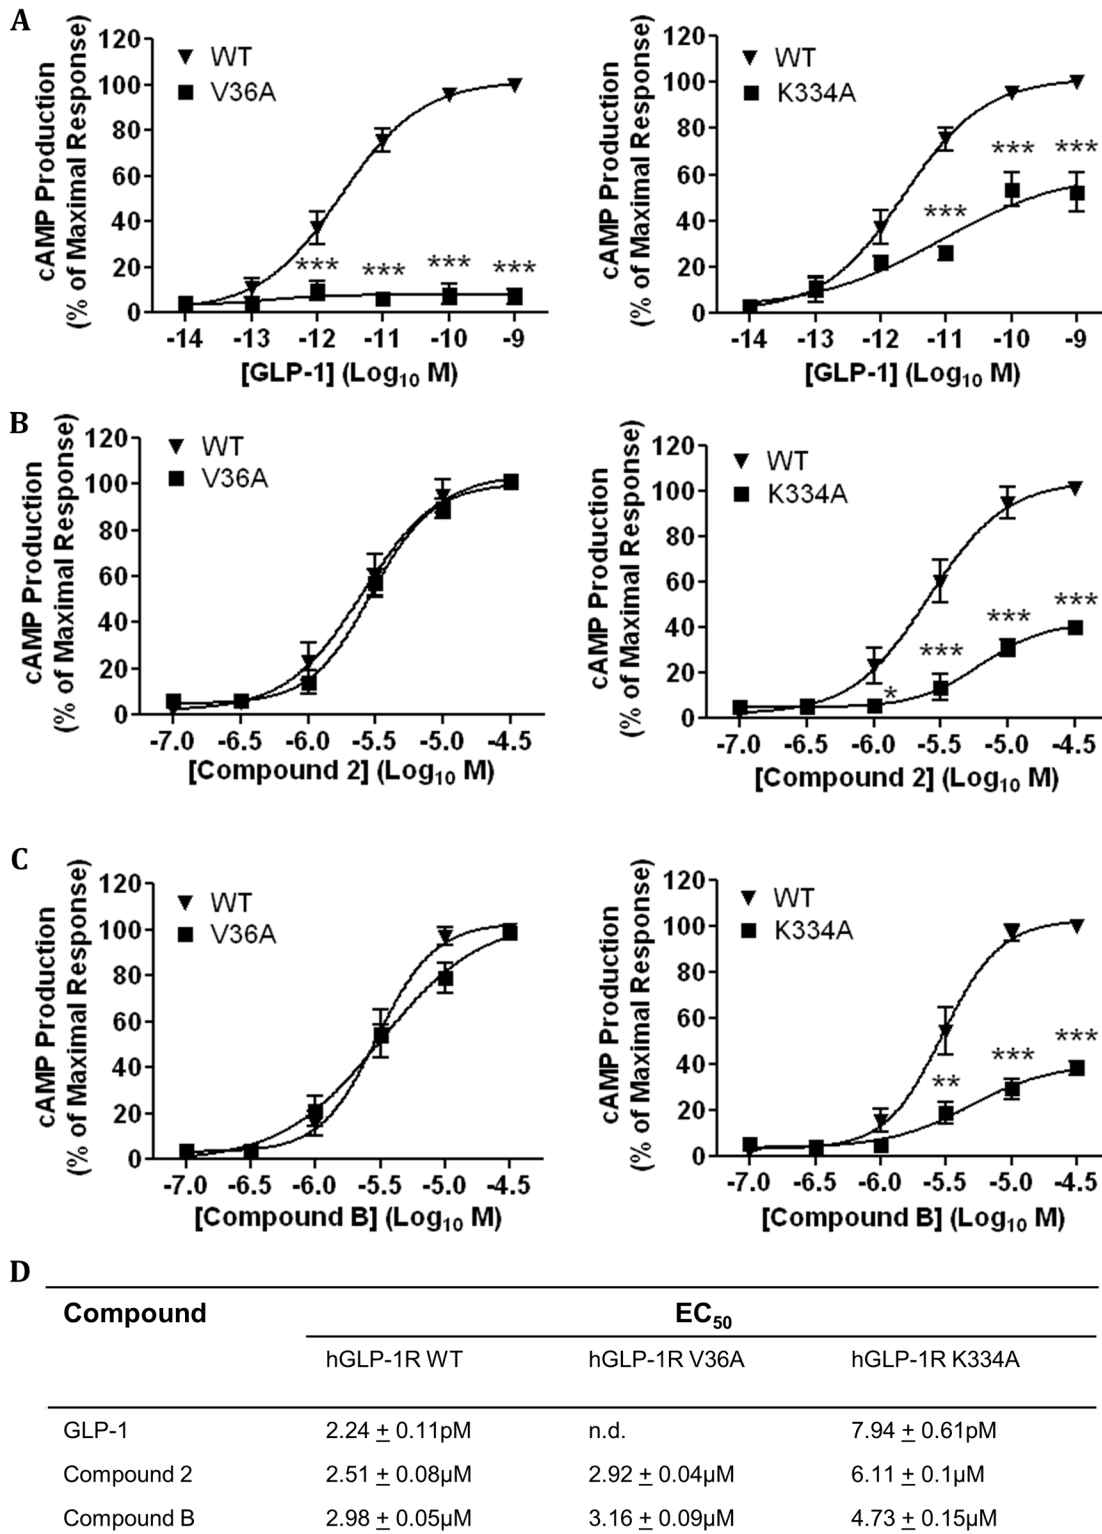 A
cAMP Production
(% of Maximal Response)
120
100
80
60
40
20
0
WT
V36A
***
***
***
***
-14 -13 -12 -11 -10 -9
[GLP-1] (Log10 M)
cAMP Production
(% of Maximal Response)
120
100
80
60
40
20
0
WT
K334A
***
***
***
-14 -13 -12 -11 -10 -9
[GLP-1] (Log10 M)
B
cAMP Production
(% of Maximal Response)
120
100
80
60
40
20
0
WT
V36A
-7.0 -6.5 -6.0 -5.5 -5.0 -4.5
[Compound 2] (Log10 M)
cAMP Production
(% of Maximal Response)
120
100
80
60
40
20
0
WT
K334A
*
***
***
***
-7.0 -6.5 -6.0 -5.5 -5.0 -4.5
[Compound 2] (Log10 M)
C
cAMP Production
(% of Maximal Response)
120
100
80
60
40
20
0
WT
V36A
-7.0 -6.5 -6.0 -5.5 -5.0 -4.5
[Compound B] (Log10 M)
cAMP Production
(% of Maximal Response)
120
100
80
60
40
20
0
WT
K334A
**
***
***
-7.0 -6.5 -6.0 -5.5 -5.0 -4.5
[Compound B] (Log10 M)
D
Compound EC50
hGLP-1R WT hGLP-1R V36A hGLP-1R K334A
GLP-1 2.24 ± 0.11pM n.d. 7.94 ± 0.61pM
Compound 2 2.51 ± 0.08µM 2.92 ± 0.04µM 6.11 ± 0.1µM
Compound B 2.98 ± 0.05µM 3.16 ± 0.09µM 4.73 ± 0.15µM